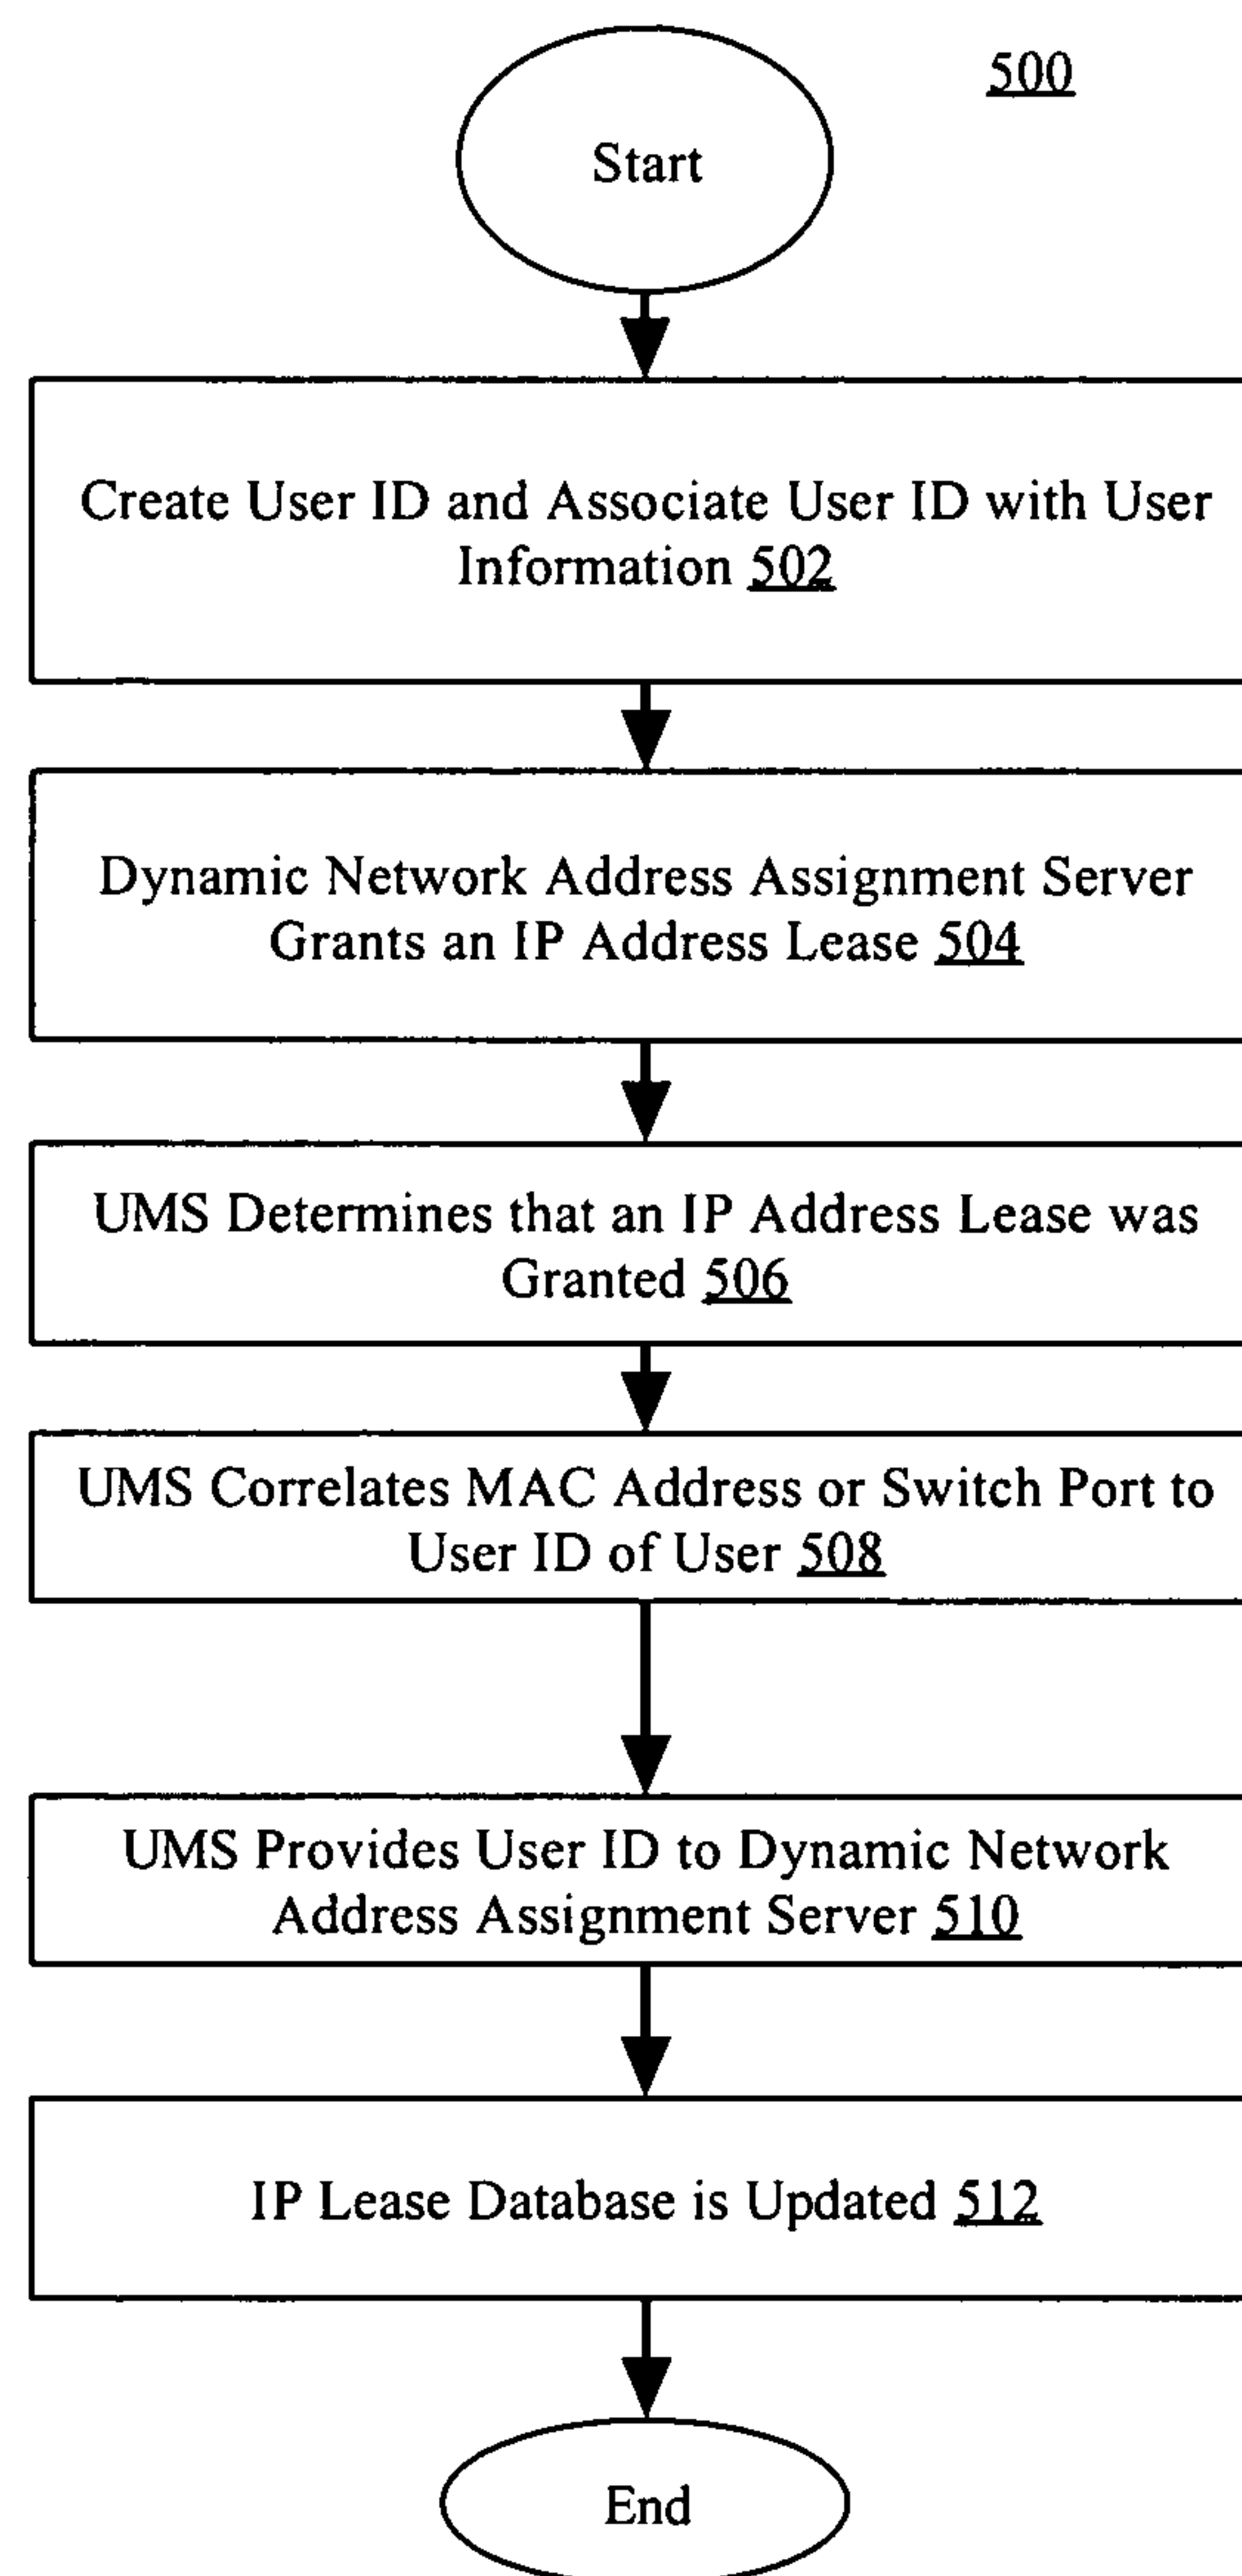 500
Start
Create User ID and Associate User ID with User
Information 502
Dynamic Network Address Assignment Server
Grants an IP Address Lease 504
UMS Determines that an IP Address Lease was
Granted 506
UMS Correlates MAC Address or Switch Port to
User ID of User 508
UMS Provides User ID to Dynamic Network
Address Assignment Server 510
IP Lease Database is Updated 512
End